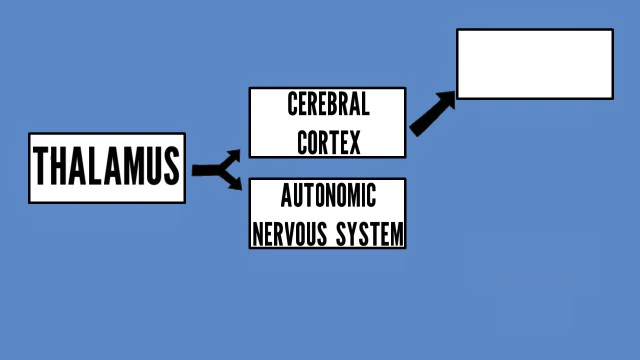 THALAMUS
CEREBRAL
CORTEX
AUTONOMIC
NERVOUS SYSTEM